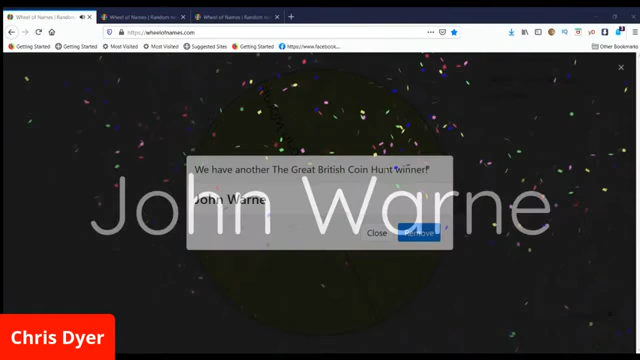 Wheel of Names | Random na
Wheel of Names | Random na
Wheel of Names | Random na
https://wheelofnames.com
Getting Started
Most Visited
Getting Started
Most Visited
Suggested Sites
Getting Started
https://www.facebook...
Other Bookmarks
We have another The Great British Coin Hunt winner!
John Warne
John Warne
Close
Remove
Chris Dyer